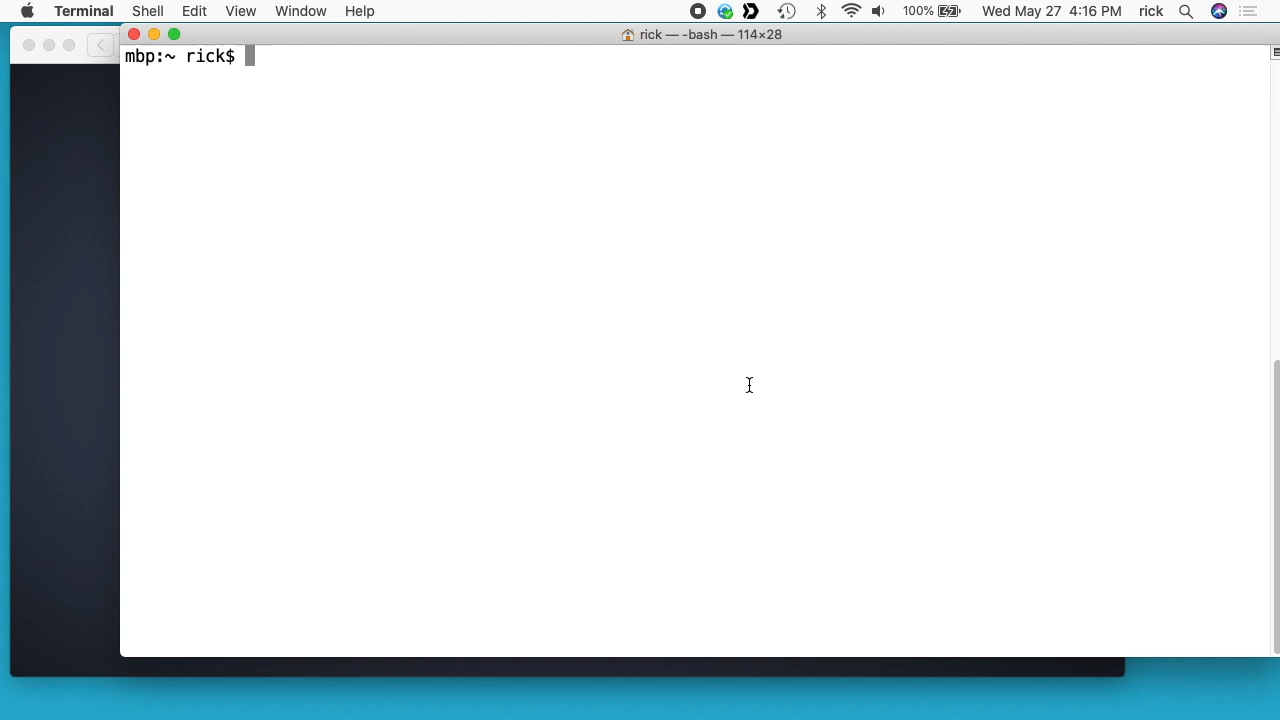 Terminal Shell Edit View Window Help 100% Wed May 27 4:16 PM rick
rick — -bash — 114×28
mbp:~ rick$